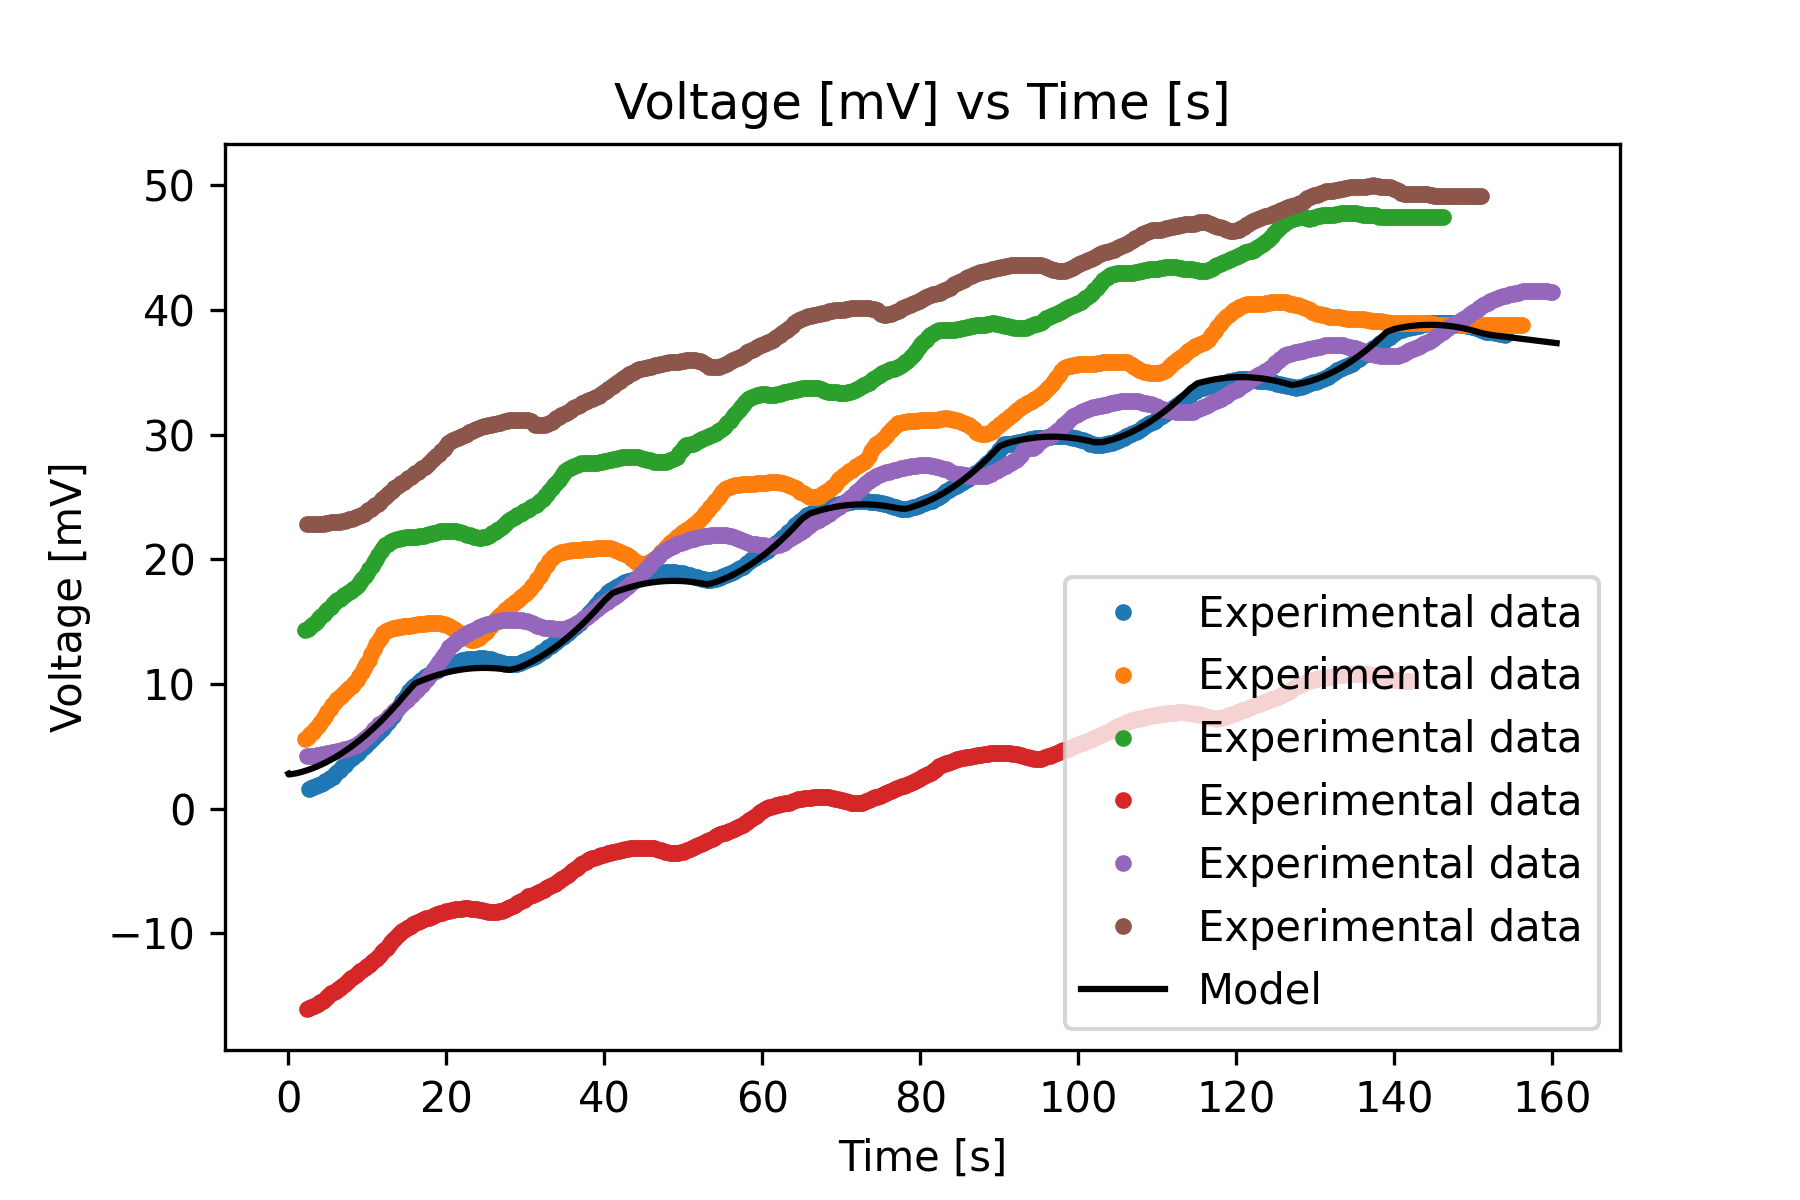 Voltage [mV] vs Time [s]
50
40
30
20
10
0
−10
Voltage [mV]
Experimental data
Experimental data
Experimental data
Experimental data
Experimental data
Experimental data
Model
0 20 40 60 80 100 120 140 160
Time [s]